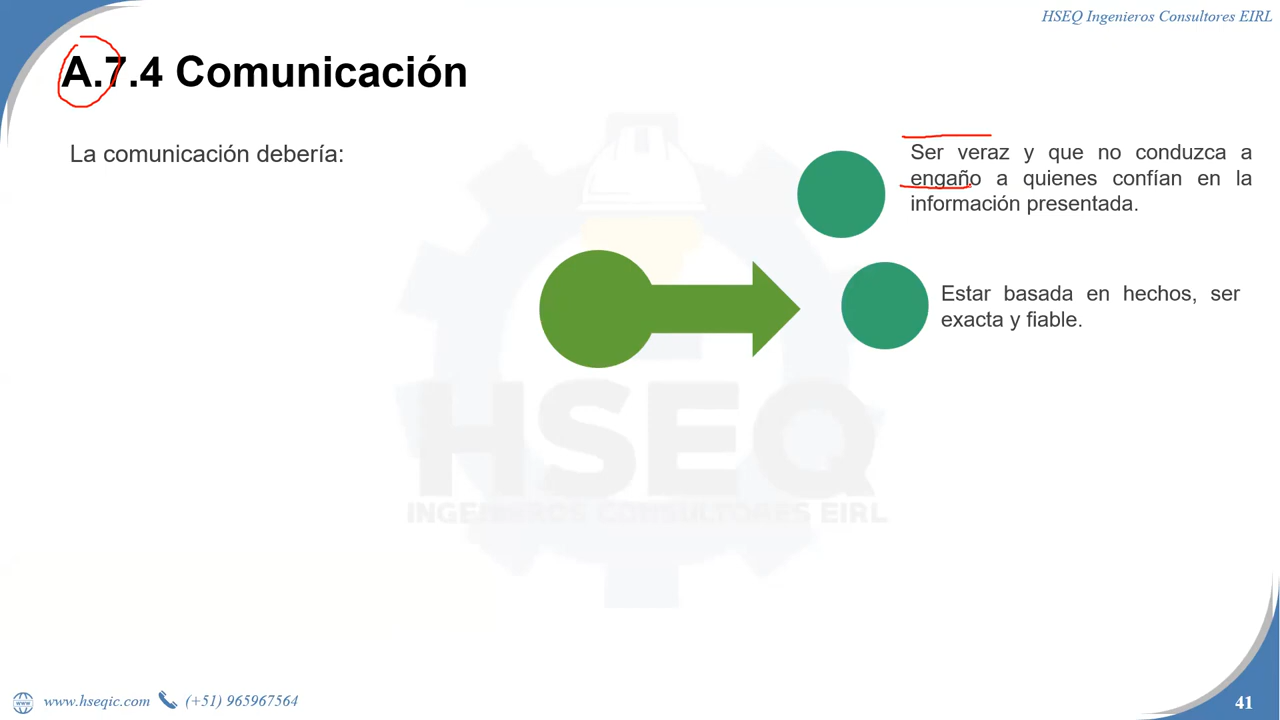 HSEQ Ingenieros Consultores EIRL
A.7.4 Comunicación
La comunicación debería:
Ser veraz y que no conduzca a
engaño a quienes confían en la
información presentada.
Estar basada en hechos, ser
exacta y fiable.
HSEQ
INGENIEROS CONSULTORES EIRL
www
www.hseqic.com (+51) 965967564
41